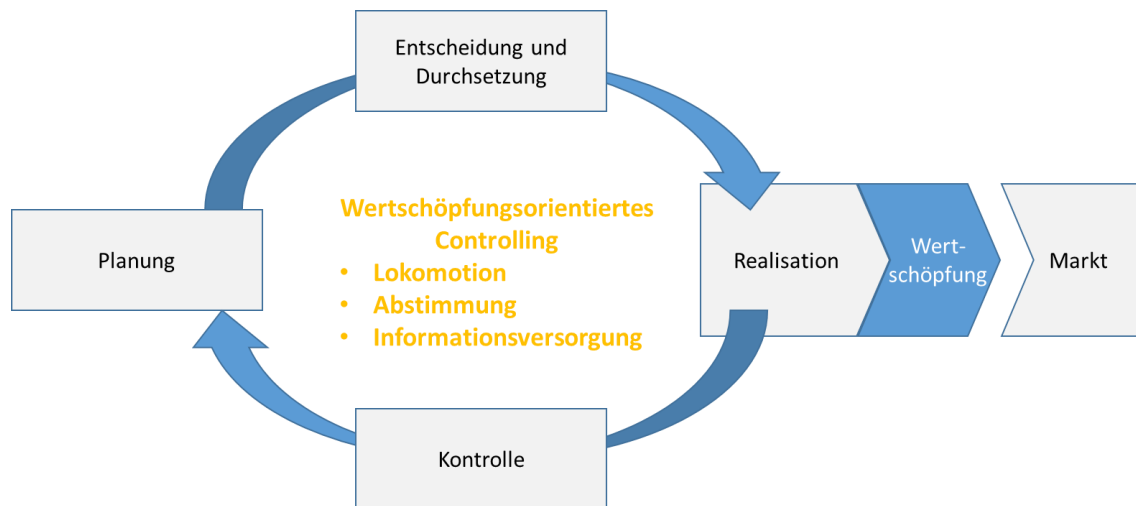 Entscheidung und
Durchsetzung
Wertschöpfungsorientiertes
Controlling
• Lokomotion
• Abstimmung
• Informationsversorgung
Planung
Realisation
Wert-
schöpfung
Markt
Kontrolle